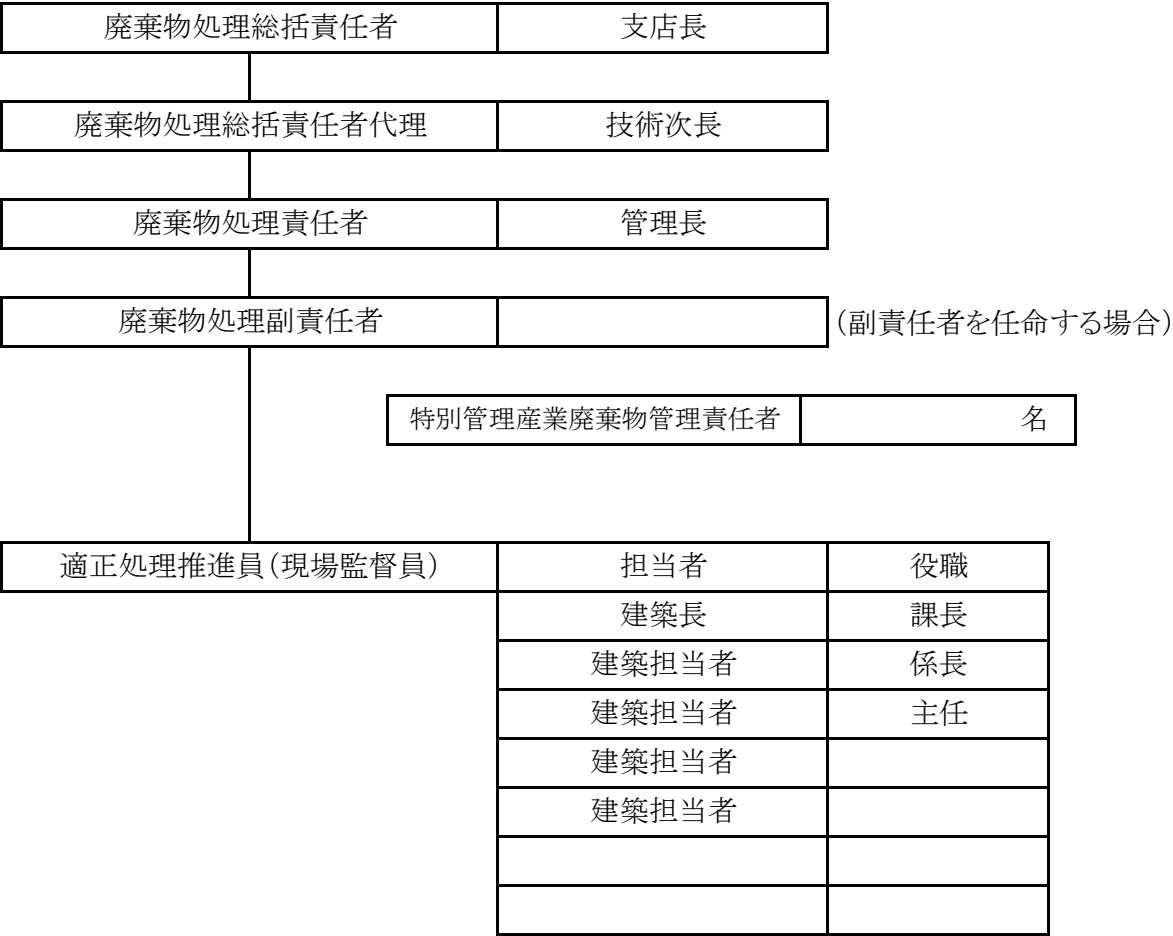 廃棄物処理総括責任者 支店長
廃棄物処理総括責任者代理 技術次長
廃棄物処理責任者 管理長
廃棄物処理副責任者 (副責任者を任命する場合)
特別管理産業廃棄物管理責任者 名
適正処理推進員(現場監督員) 担当者 役職
建築長 課長
建築担当者 係長
建築担当者 主任
建築担当者
建築担当者